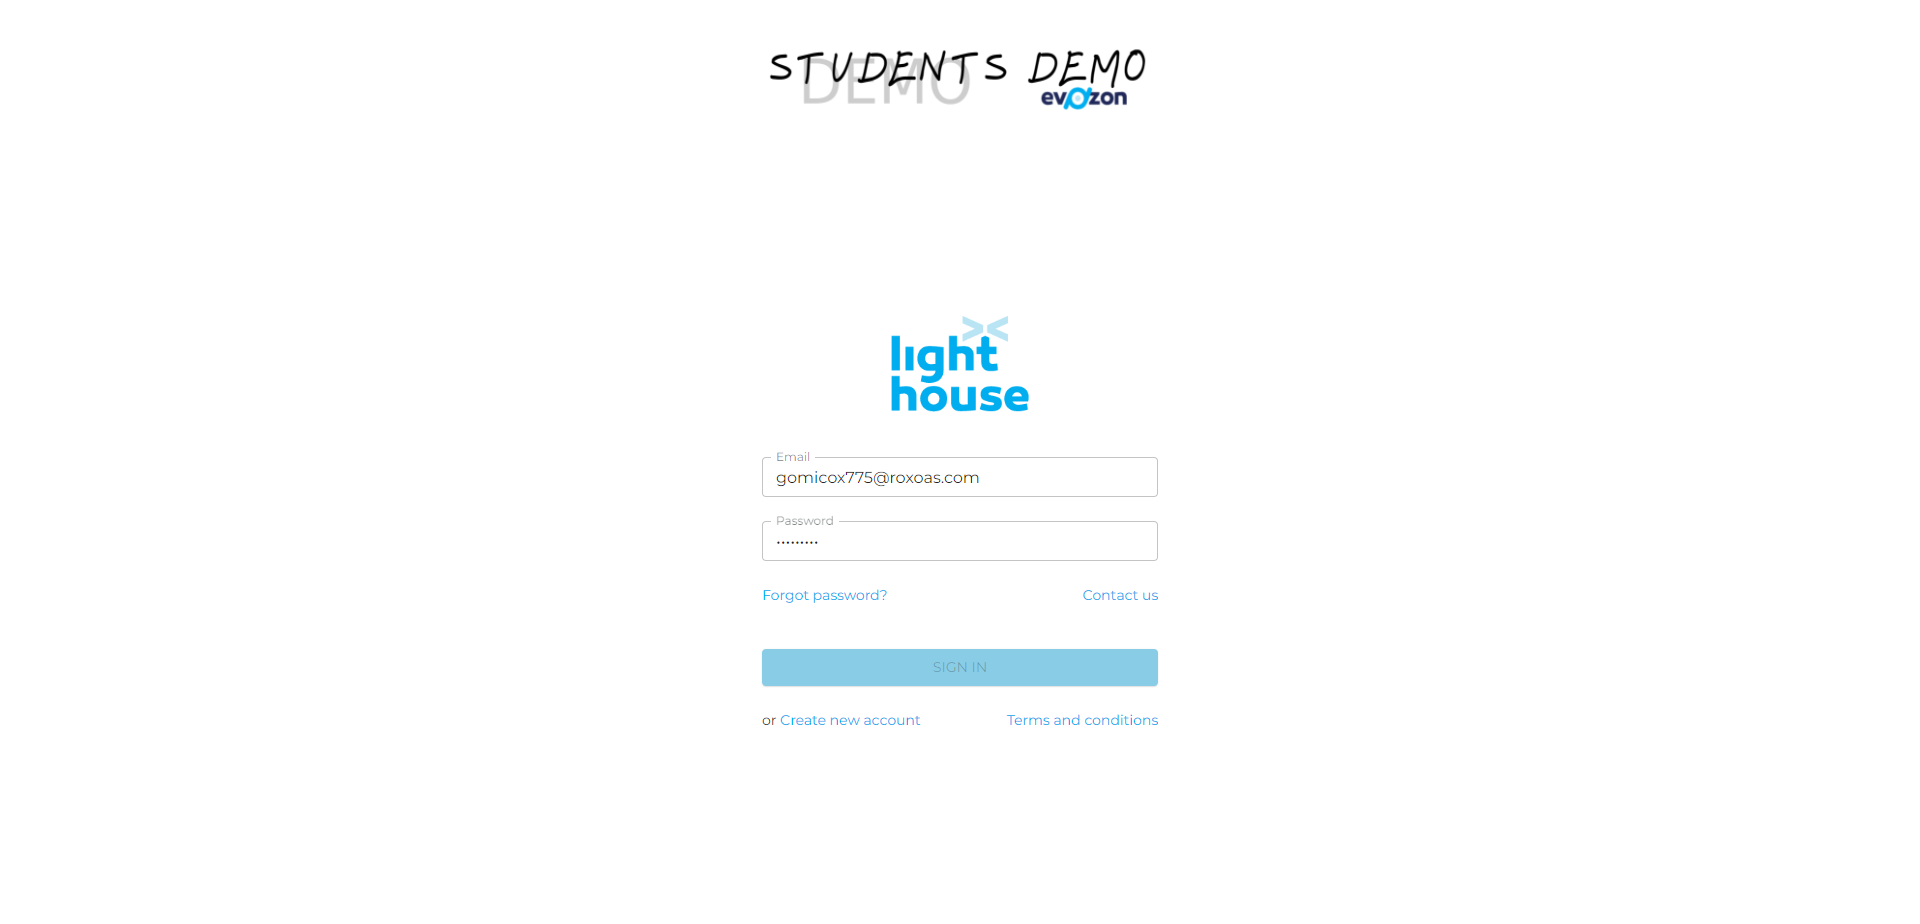 STUDENTS DEMO
DEMO
evozon
light
house
Email
gomicox775@roxoas.com
Password
Forgot password? Contact us
SIGN IN
or Create new account Terms and conditions